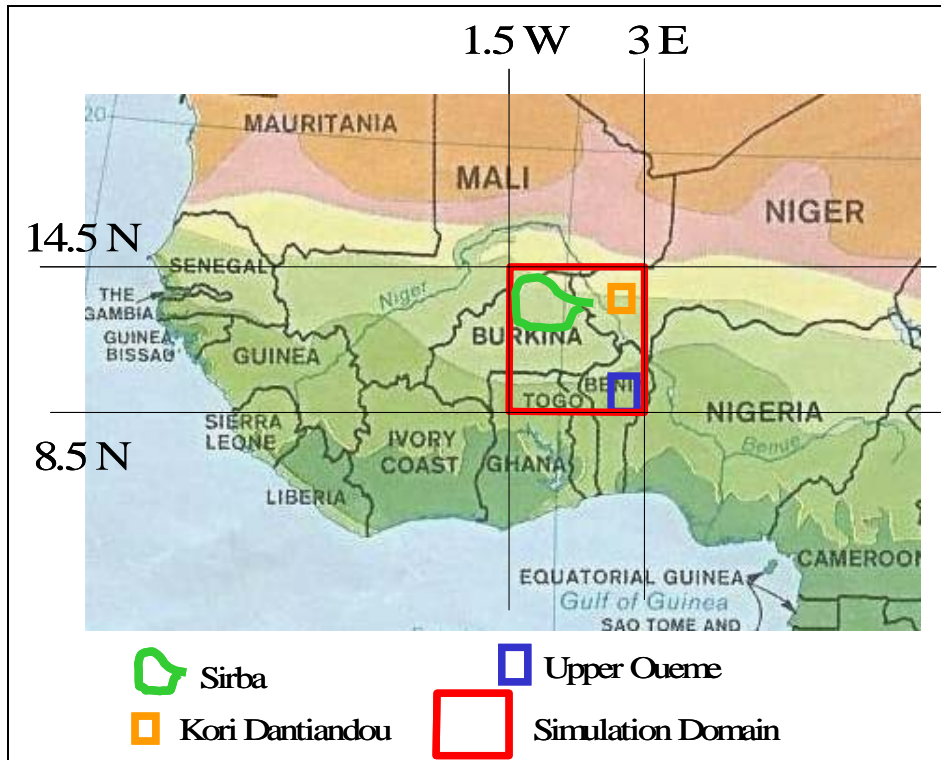 1.5 W 3 E
20
MAURITANIA
MALI
NIGER
14.5 N
SENEGAL
Niger
THE
GAMBIA
GUINEA
BISSAU
BURKINA
GUINEA
BENI
TOGO
NIGERIA
SIERRA
LEONE
IVORY
COAST
GHANA
Benue
8.5 N
LIBERIA
CAMEROON
EQUATORIAL GUINEA
Gulf of Guinea
SAO TOME AND
Sirba
Upper Oueme
Kori Dantiandou
Simulation Domain